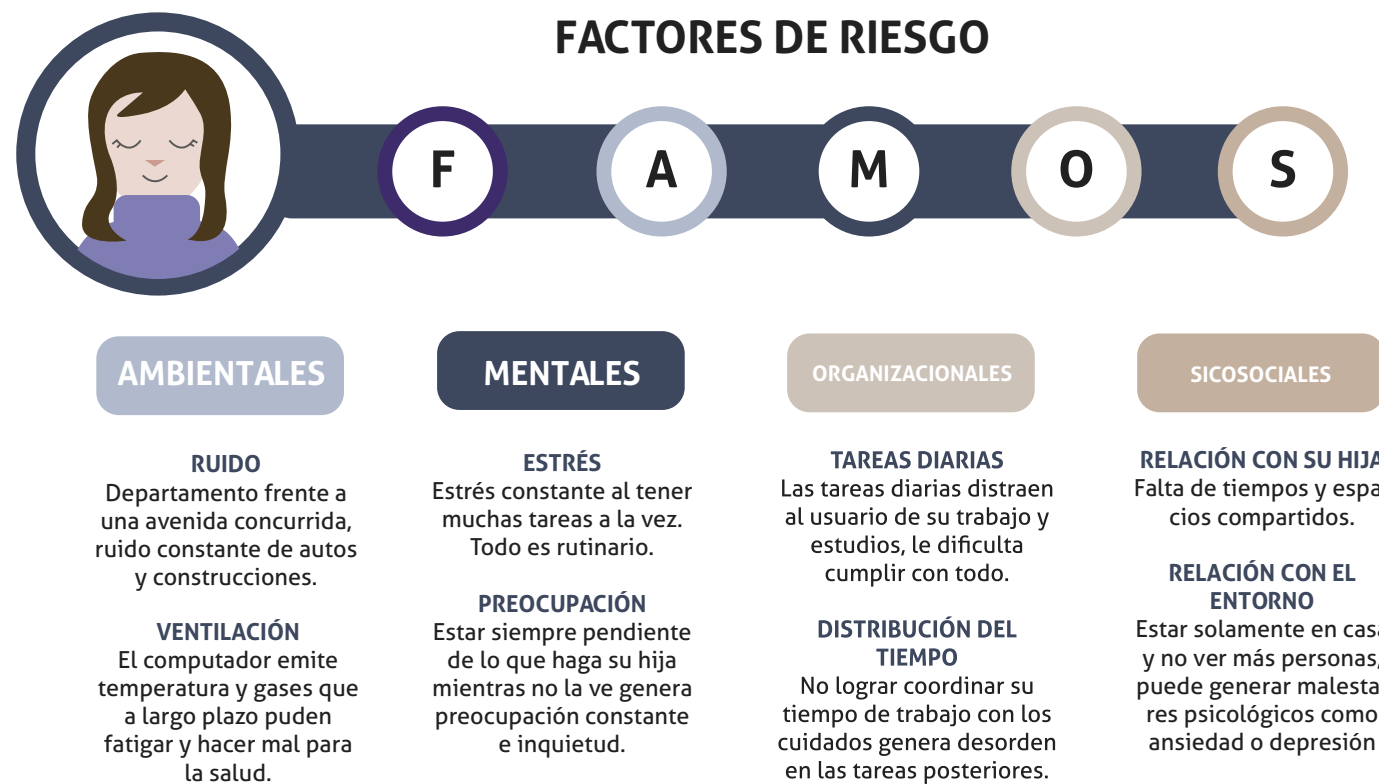 FACTORES DE RIESGO
F
A
M
O
S
AMBIENTALES
RUIDO
Departamento frente a
una avenida concurrida,
ruido constante de autos
y construcciones.
VENTILACIÓN
El computador emite
temperatura y gases que
a largo plazo puden
fatigar y hacer mal para
la salud.
MENTALES
ESTRÉS
Estrés constante al tener
muchas tareas a la vez.
Todo es rutinario.
PREOCUPACIÓN
Estar siempre pendiente
de lo que haga su hija
mientras no la ve genera
preocupación constante
e inquietud.
ORGANIZACIONALES
TAREAS DIARIAS
Las tareas diarias distraen
al usuario de su trabajo y
estudios, le dificulta
cumplir con todo.
DISTRIBUCIÓN DEL
TIEMPO
No lograr coordinar su
tiempo de trabajo con los
cuidados genera desorden
en las tareas posteriores.
SICOSOCIALES
RELACIÓN CON SU HIJA
Falta de tiempos y espa
cios compartidos.
RELACIÓN CON EL
ENTORNO
Estar solamente en casa
y no ver más personas,
puede generar malesta
res psicológicos como
ansiedad o depresión